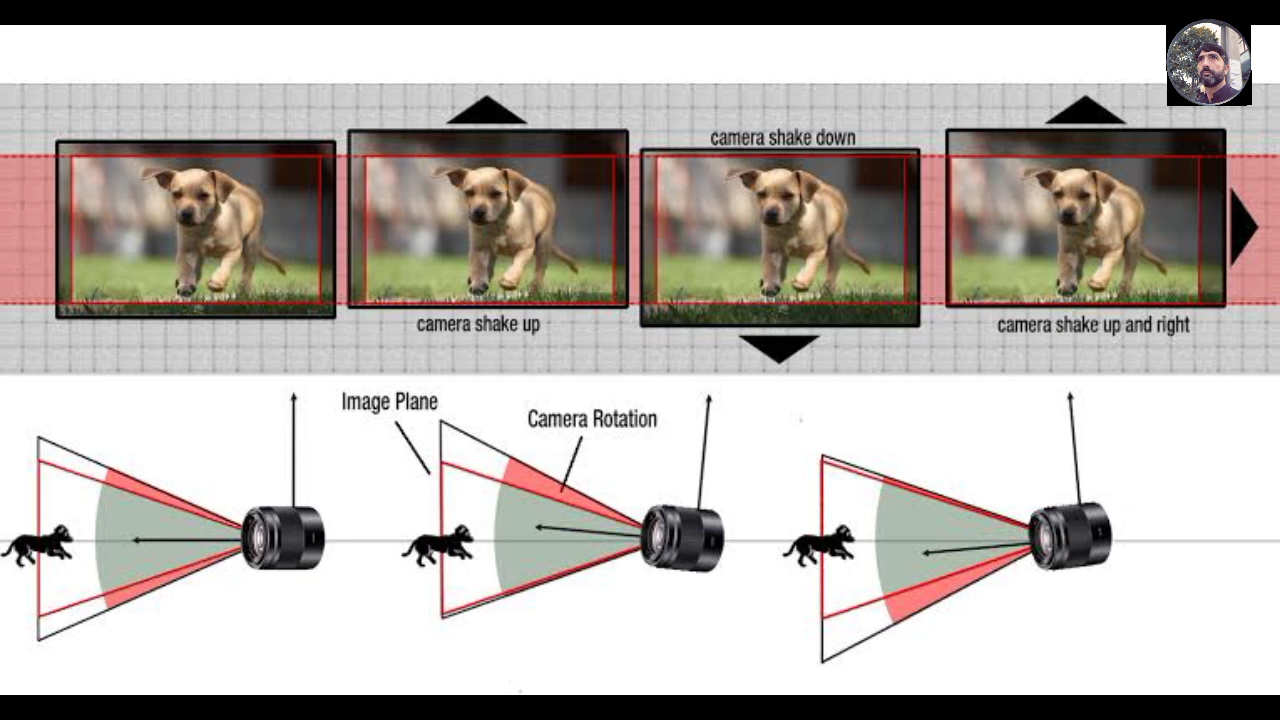 camera shake down
camera shake up
camera shake up and right
Image Plane
Camera Rotation